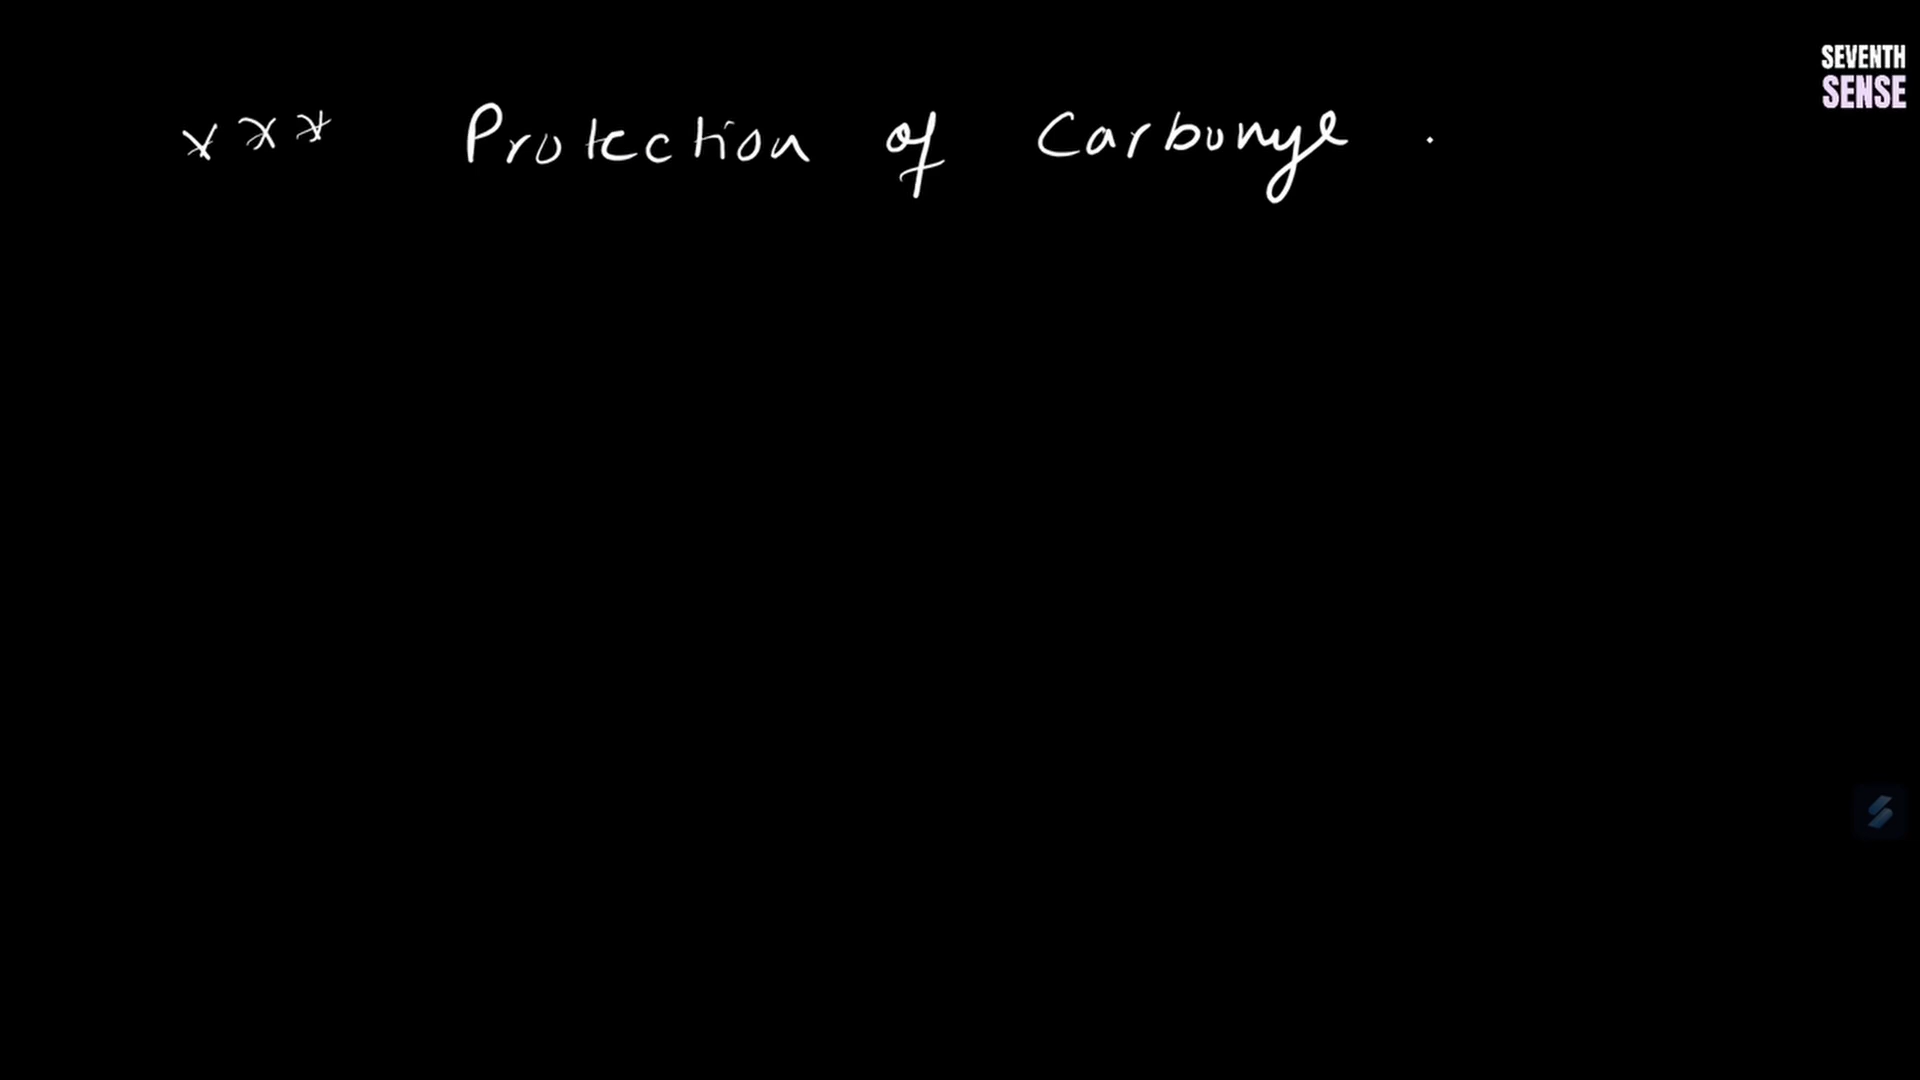 *** Protection of Carbonyl .
SEVENTH
SENSE